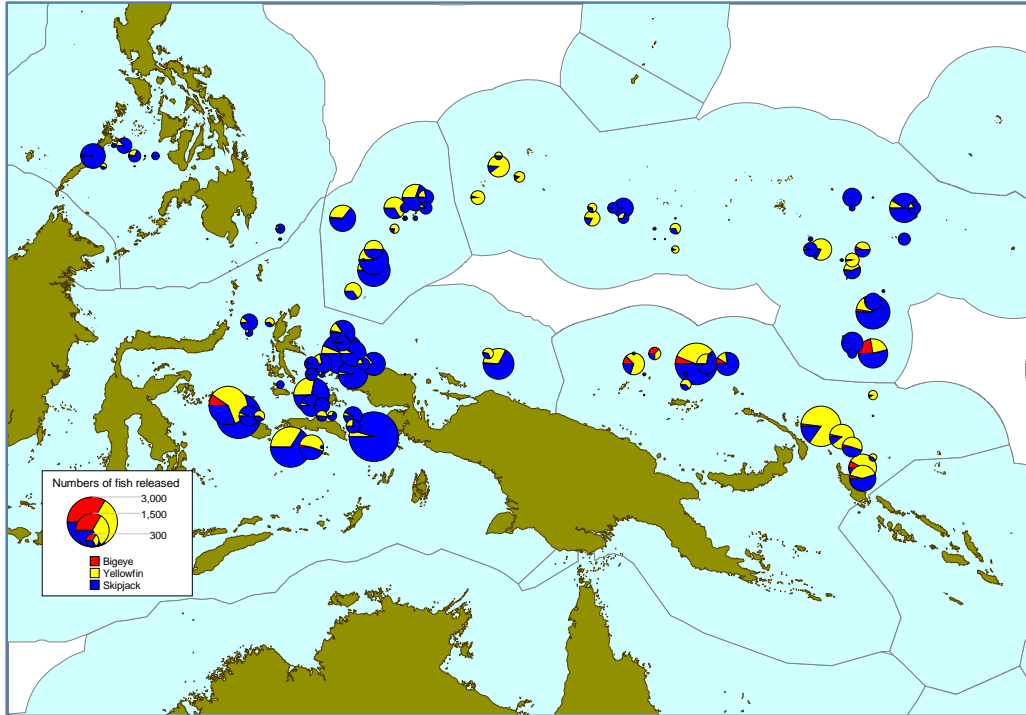 Numbers of fish released
3,000
1,500
300
Bigeye
Yellowfin
Skipjack